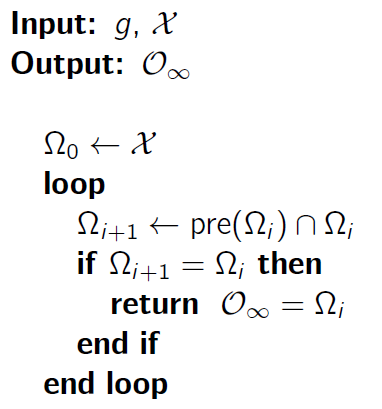 Input: g, 𝒳
Output: 𝒪∞
Ω₀ ← 𝒳
loop
Ωᵢ₊₁ ← pre(Ωᵢ) ∩ Ωᵢ
if Ωᵢ₊₁ = Ωᵢ then
return 𝒪∞ = Ωᵢ
end if
end loop